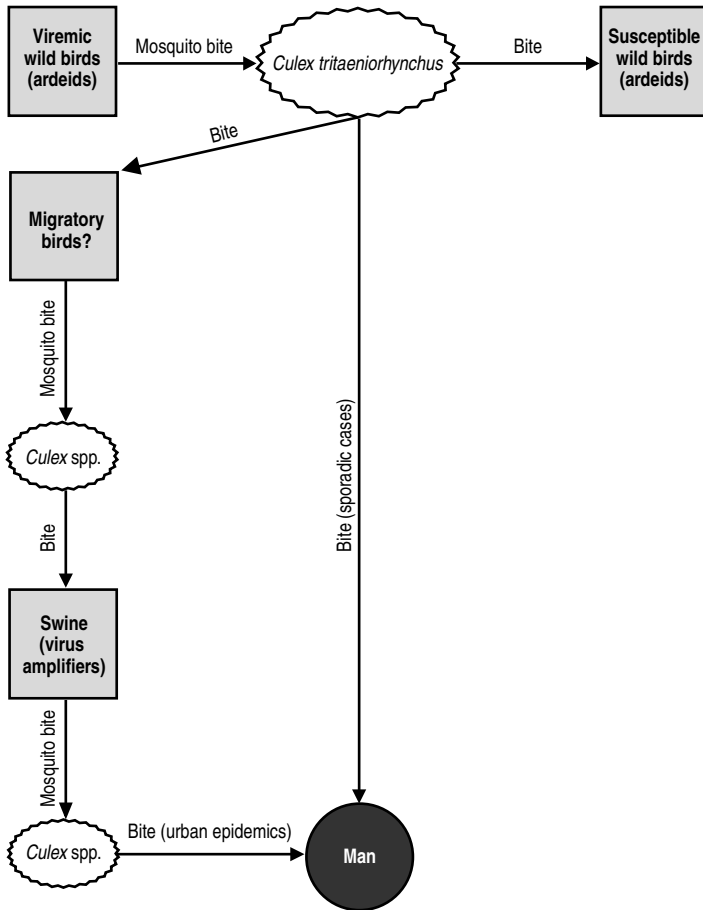 Viremic
wild birds
(ardeids)
Mosquito bite
Culex tritaeniorhynchus
Bite
Susceptible
wild birds
(ardeids)
Bite
Migratory
birds?
Mosquito bite
Culex spp.
Bite
Bite (sporadic cases)
Swine
(virus
amplifiers)
Mosquito bite
Culex spp.
Bite (urban epidemics)
Man